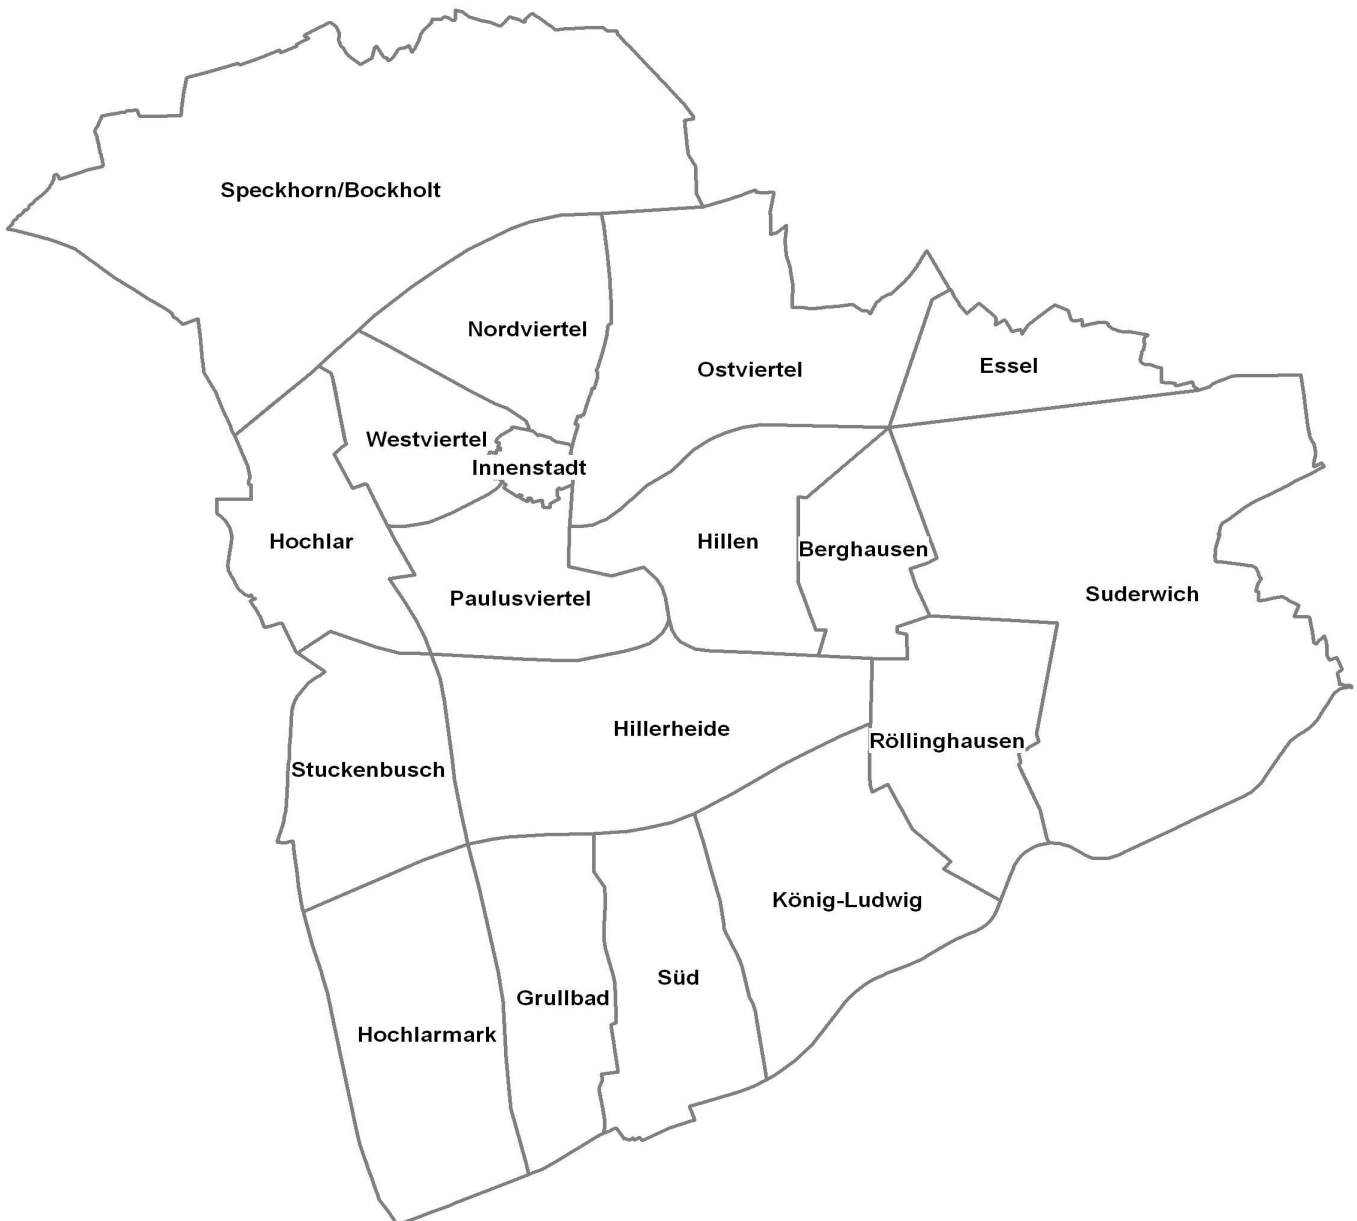 Speckhorn/Bockholt
Nordviertel
Ostviertel
Essel
Westviertel
Innenstadt
Hochlar
Hillen
Berghausen
Paulusviertel
Suderwich
Hillerheide
Röllinghausen
Stuckenbusch
König-Ludwig
Süd
Grullbad
Hochlarmark